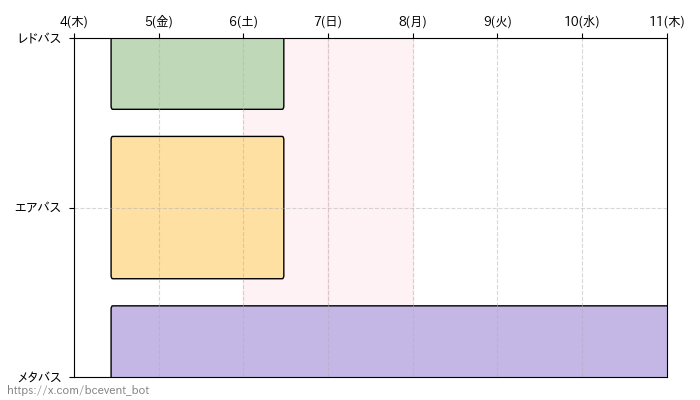 4(木) 5(金) 6(土) 7(日) 8(月) 9(火) 10(水) 11(木)
レドバス
エアバス
メタバス
https://x.com/bcevent_bot